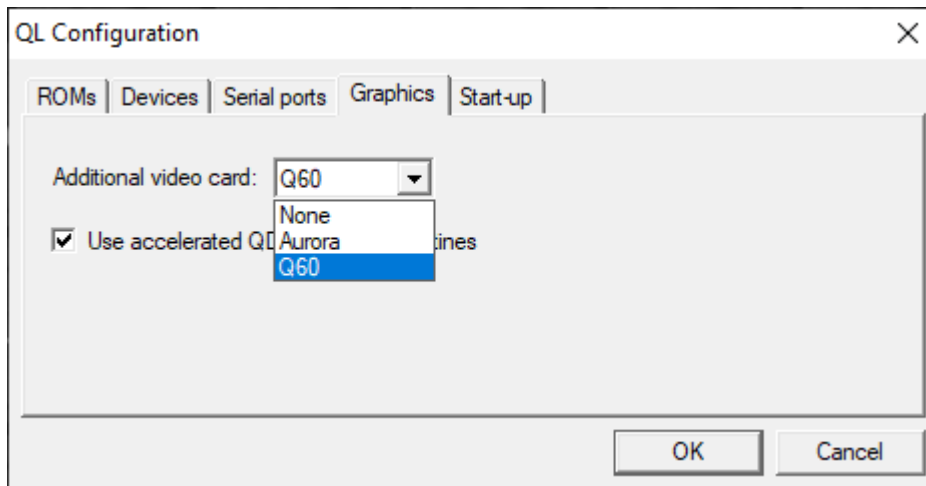 QL Configuration
ROMs Devices Serial ports Graphics Start-up
Additional video card: Q60
None
Use accelerated QD
Aurora
tines
Q60
OK Cancel